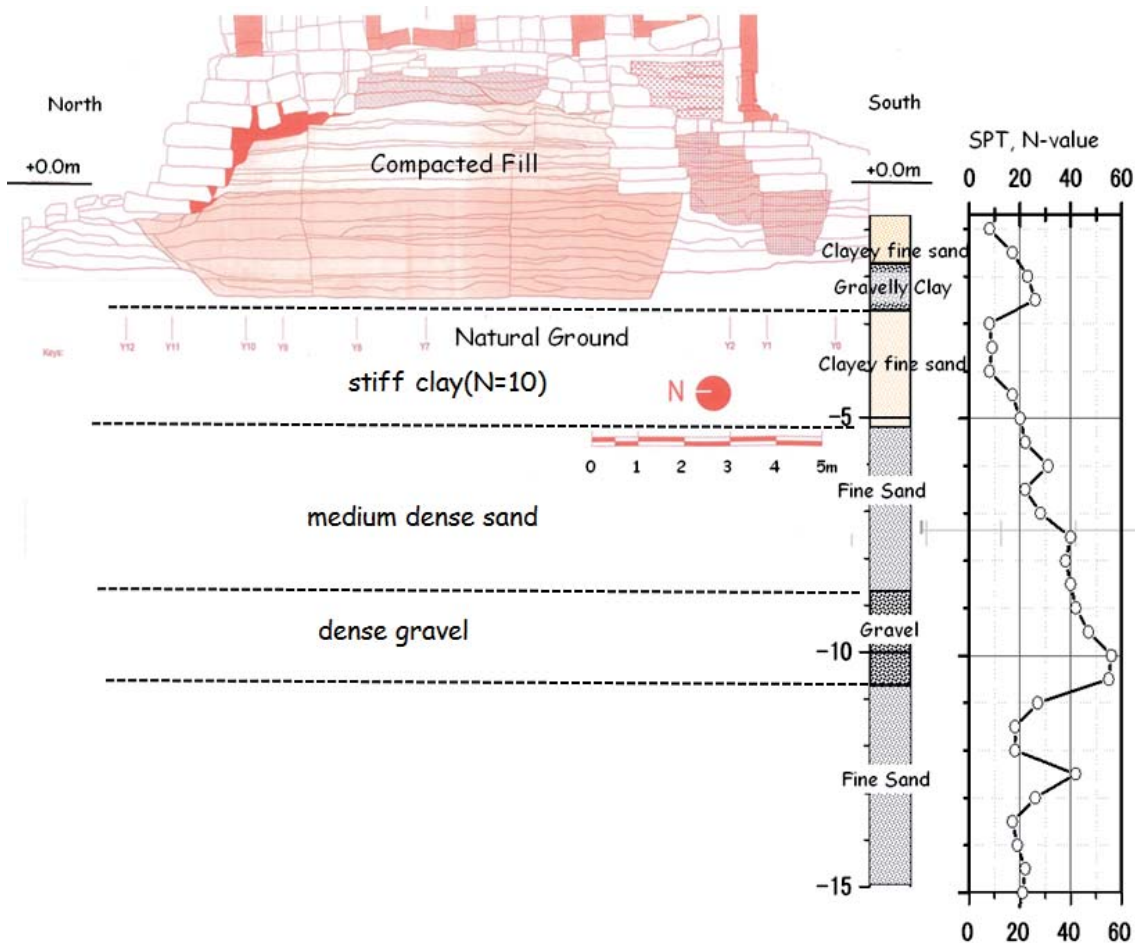 North
South
SPT, N-value
+0.0m
+0.0m
0 20 40 60
Compacted Fill
Clayey fine sand
Gravelly Clay
Natural Ground
Keys:
Y12 Y11 Y10 Y9 Y8 Y7 Y2 Y1 Y0
Clayey fine sand
stiff clay(N=10)
N
-5
0 1 2 3 4 5m
Fine Sand
medium dense sand
dense gravel
Gravel
-10
Fine Sand
-15
0 20 40 60